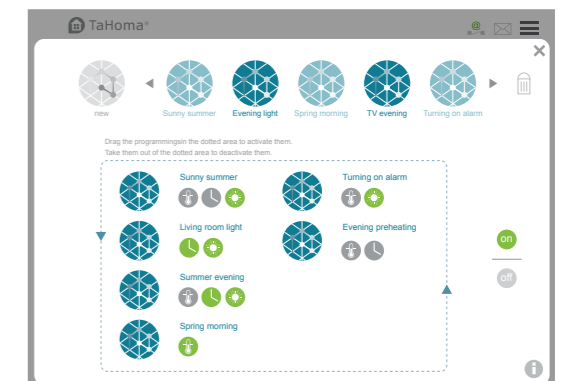 TaHoma®
@
new
Sunny summer
Evening light
Spring morning
TV evening
Turning on alarm
Drag the programmingsin the dotted area to activate them.
Take them out of the dotted area to deactivate them.
Sunny summer
Turning on alarm
Living room light
Evening preheating
Summer evening
Spring morning
on
off
i